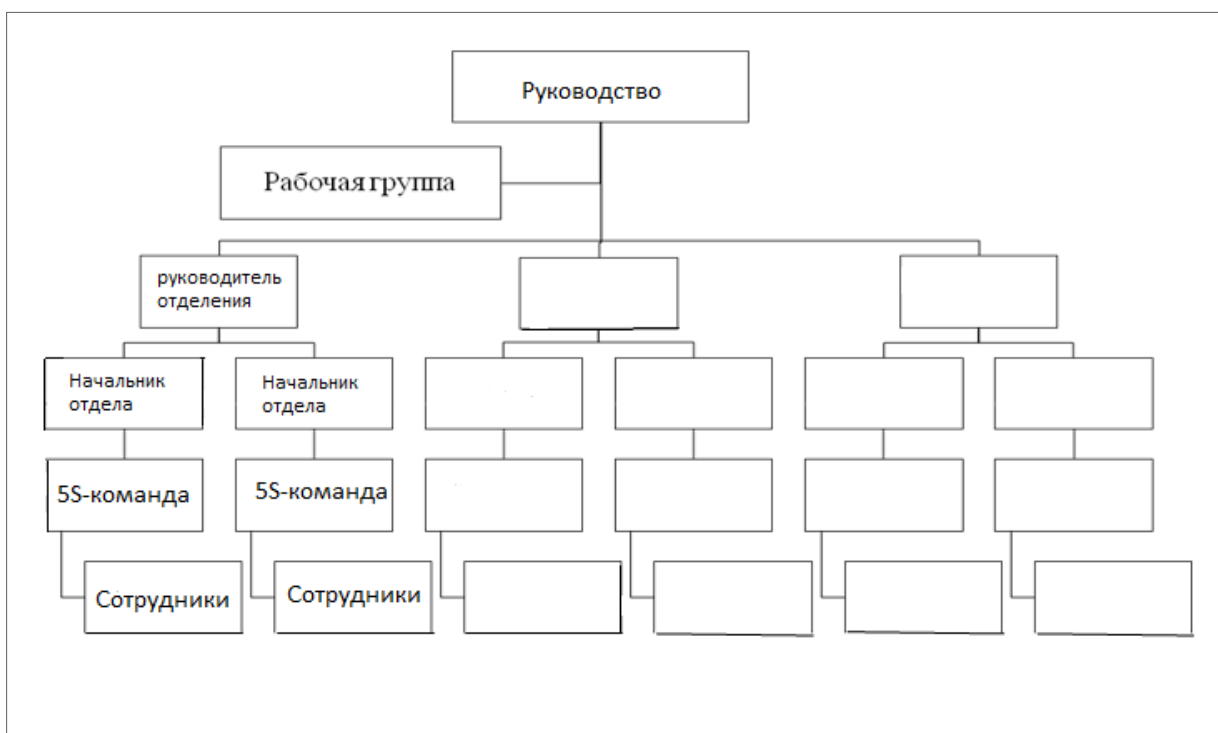 Руководство
Рабочая группа
руководитель
отделения
Начальник
отдела
Начальник
отдела
5S-команда
5S-команда
Сотрудники
Сотрудники